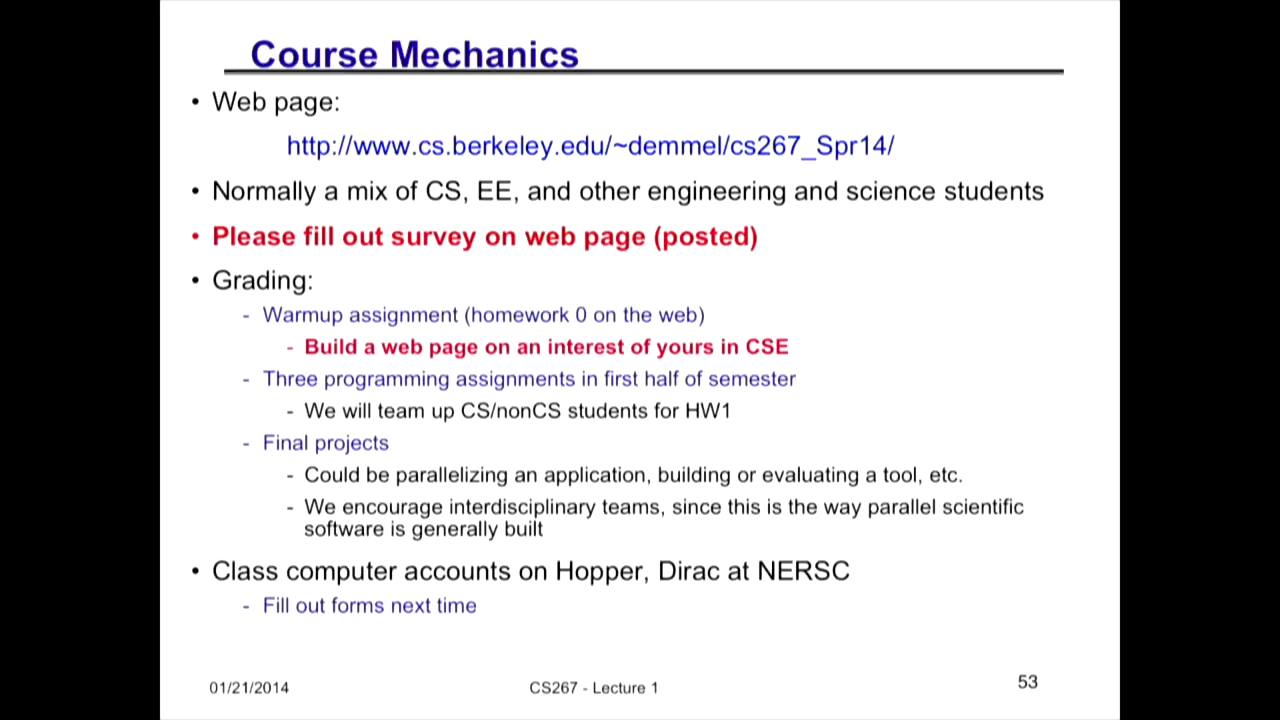 Course Mechanics
• Web page:
http://www.cs.berkeley.edu/~demmel/cs267_Spr14/
• Normally a mix of CS, EE, and other engineering and science students
• Please fill out survey on web page (posted)
• Grading:
- Warmup assignment (homework 0 on the web)
- Build a web page on an interest of yours in CSE
- Three programming assignments in first half of semester
- We will team up CS/nonCS students for HW1
- Final projects
- Could be parallelizing an application, building or evaluating a tool, etc.
- We encourage interdisciplinary teams, since this is the way parallel scientific
software is generally built
• Class computer accounts on Hopper, Dirac at NERSC
- Fill out forms next time
01/21/2014
CS267 - Lecture 1
53